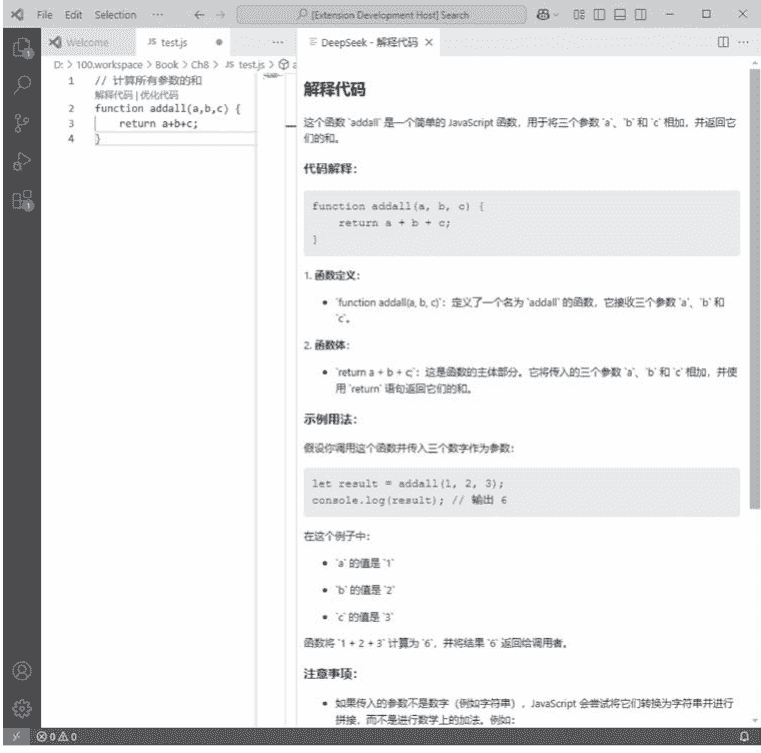 File Edit Selection ··· [Extension Development Host] Search
Welcome
JS test.js
D: > 100.workspace > Book > Ch8 > JS test.js >
1 // 计算所有参数的和
解释代码 | 优化代码
2 function addall(a,b,c) {
3 return a+b+c;
4 }
DeepSeek - 解释代码
解释代码
这个函数 `addall` 是一个简单的 JavaScript 函数，用于将三个参数 `a`、`b` 和 `c` 相加，并返回它
们的和。
代码解释：
function addall(a, b, c) {
return a + b + c;
}
1. 函数定义：
• `function addall(a, b, c)`：定义了一个名为 `addall` 的函数，它接收三个参数 `a`、`b` 和
`c`。
2. 函数体：
• `return a + b + c;`：这是函数的主体部分。它将传入的三个参数 `a`、`b` 和 `c` 相加，并使
用 `return` 语句返回它们的和。
示例用法：
假设你调用这个函数并传入三个数字作为参数：
let result = addall(1, 2, 3);
console.log(result); // 输出 6
在这个例子中：
• `a` 的值是 `1`
• `b` 的值是 `2`
• `c` 的值是 `3`
函数将 `1 + 2 + 3` 计算为 `6`，并将结果 `6` 返回给调用者。
注意事项：
• 如果传入的参数不是数字（例如字符串），JavaScript 会尝试将它们转换为字符串并进行
拼接，而不是进行数学上的加法。例如：
0 0